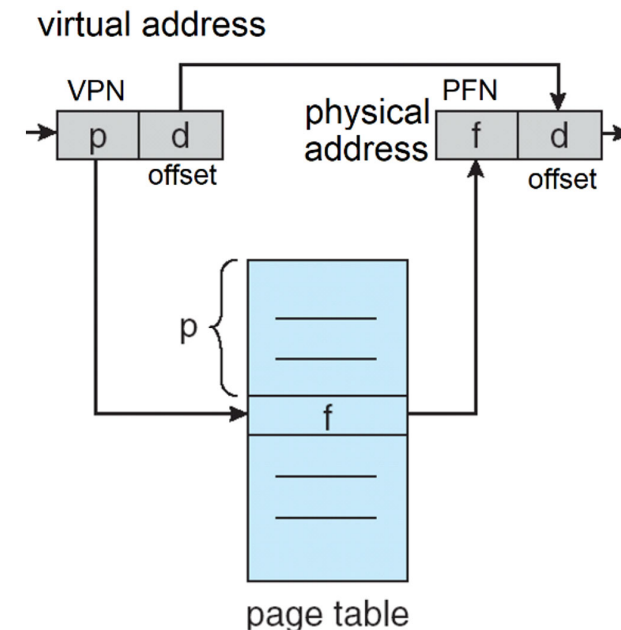 virtual address
VPN
p
d
offset
physical
address
PFN
f
d
offset
p
f
page table